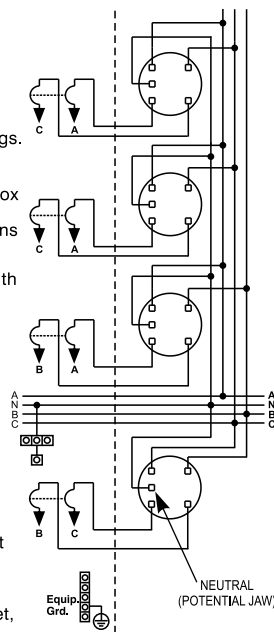 C A
gs.
ox
C A
ns
th
B A
A A
N N
B B
C C
B C
t
NEUTRAL
(POTENTIAL JAW)
Equip.
Grd.
et,